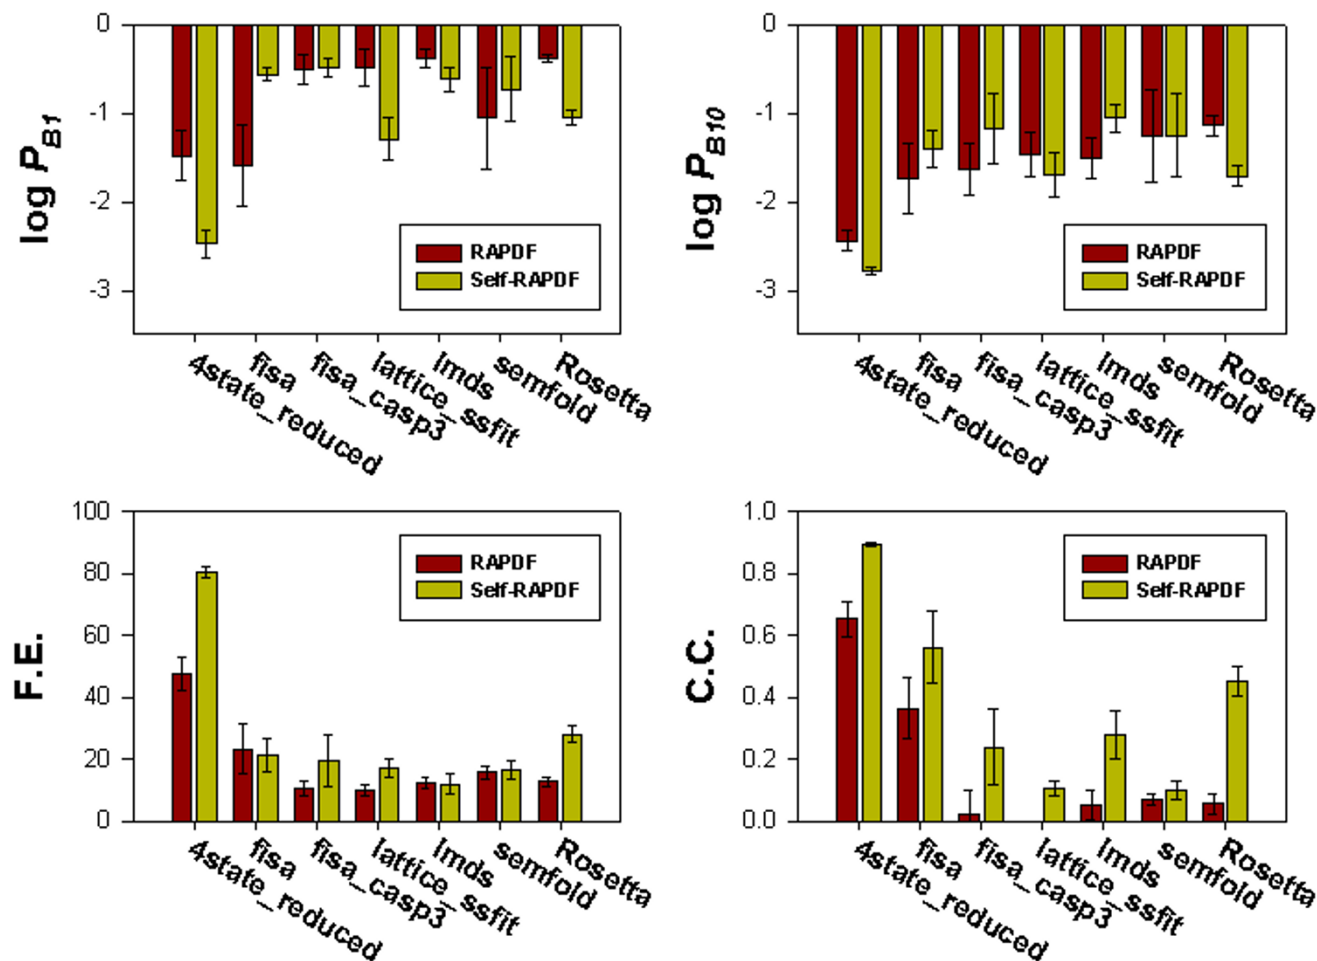 log P_B1
0
-1
-2
-3
RAPDF
Self-RAPDF
4state_reduced
fisa
fisa_casp3
lattice_ssfit
lmds
semfold
Rosetta
log P_B10
0
-1
-2
-3
RAPDF
Self-RAPDF
4state_reduced
fisa
fisa_casp3
lattice_ssfit
lmds
semfold
Rosetta
F.E.
100
80
60
40
20
0
RAPDF
Self-RAPDF
4state_reduced
fisa
fisa_casp3
lattice_ssfit
lmds
semfold
Rosetta
C.C.
1.0
0.8
0.6
0.4
0.2
0.0
RAPDF
Self-RAPDF
4state_reduced
fisa
fisa_casp3
lattice_ssfit
lmds
semfold
Rosetta